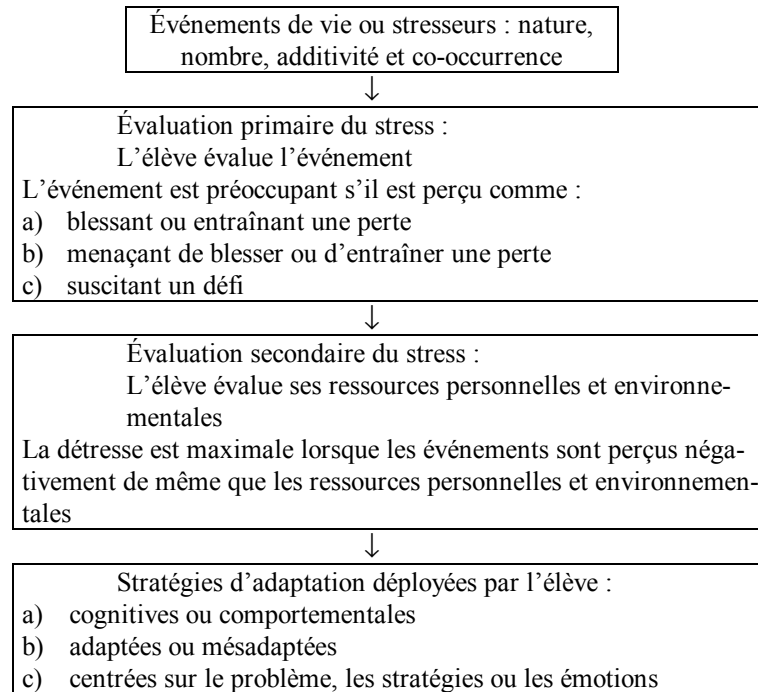 Événements de vie ou stresseurs : nature,
nombre, additivité et co-occurrence
↓
Évaluation primaire du stress :
L’élève évalue l’événement
L’événement est préoccupant s’il est perçu comme :
a) blessant ou entraînant une perte
b) menaçant de blesser ou d’entraîner une perte
c) suscitant un défi
↓
Évaluation secondaire du stress :
L’élève évalue ses ressources personnelles et environne-
mentales
La détresse est maximale lorsque les événements sont perçus néga-
tivement de même que les ressources personnelles et environnemen-
tales
↓
Stratégies d’adaptation déployées par l’élève :
a) cognitives ou comportementales
b) adaptées ou mésadaptées
c) centrées sur le problème, les stratégies ou les émotions